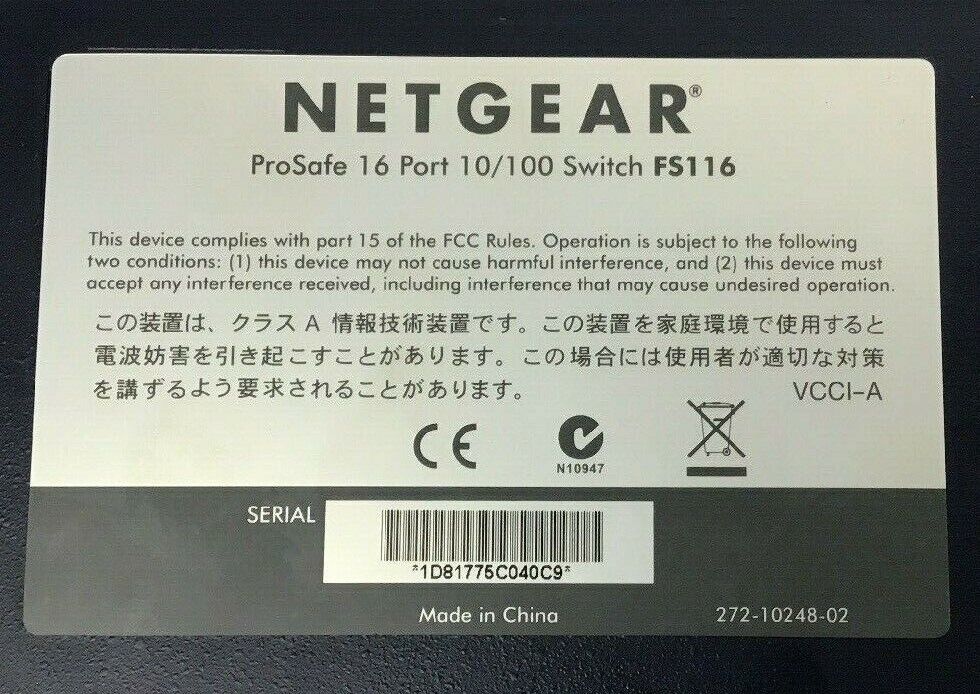 NETGEAR®
ProSafe 16 Port 10/100 Switch FS116
This device complies with part 15 of the FCC Rules. Operation is subject to the following
two conditions: (1) this device may not cause harmful interference, and (2) this device must
accept any interference received, including interference that may cause undesired operation.
この装置は、クラス A 情報技術装置です。この装置を家庭環境で使用すると
電波妨害を引き起こすことがあります。この場合には使用者が適切な対策
を講ずるよう要求されることがあります。 VCCI-A
CE
N10947
SERIAL
*1D81775C040C9*
Made in China 272-10248-02